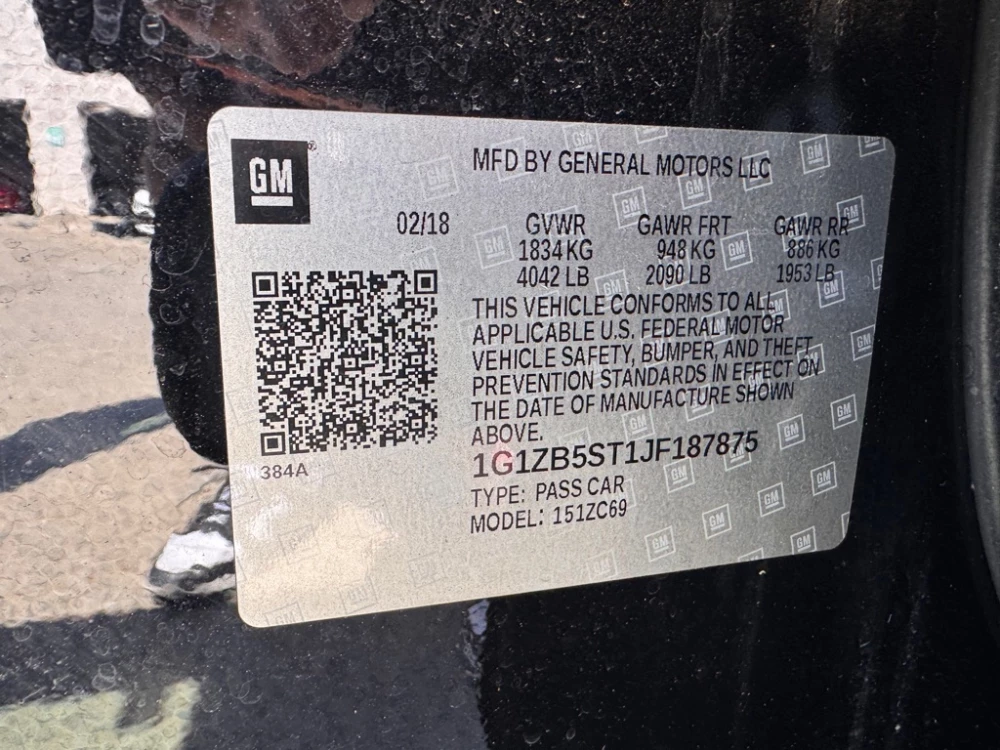 GM
MFD BY GENERAL MOTORS LLC
02/18 GVWR GAWR FRT GAWR RR
1834 KG 948 KG 886 KG
4042 LB 2090 LB 1953 LB
THIS VEHICLE CONFORMS TO ALL
APPLICABLE U.S. FEDERAL MOTOR
VEHICLE SAFETY, BUMPER, AND THEFT
PREVENTION STANDARDS IN EFFECT ON
THE DATE OF MANUFACTURE SHOWN
ABOVE.
384A
1G1ZB5ST1JF187875
TYPE: PASS CAR
MODEL: 151ZC69